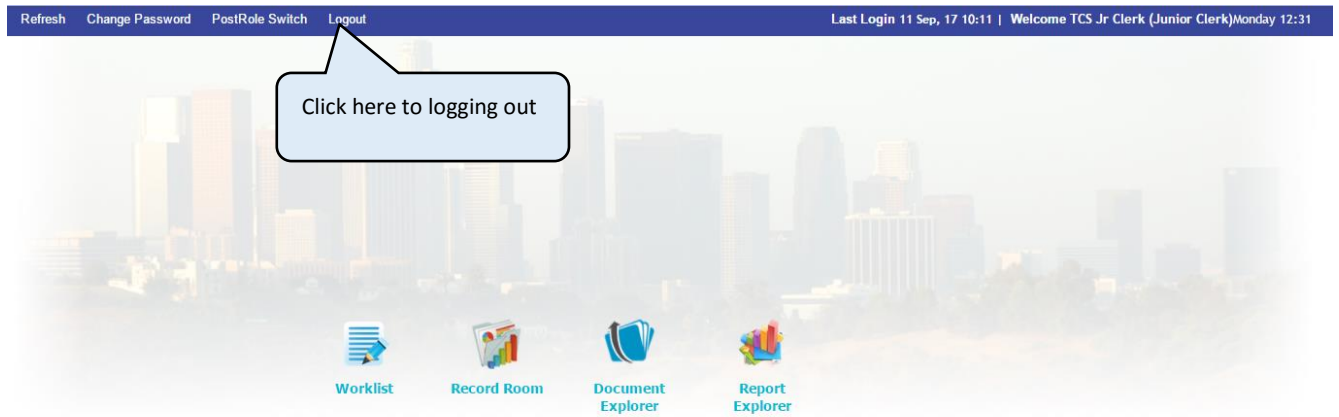 Refresh Change Password PostRole Switch Logout Last Login 11 Sep, 17 10:11 | Welcome TCS Jr Clerk (Junior Clerk)Monday 12:31
Click here to logging out
Worklist Record Room Document Explorer Report Explorer